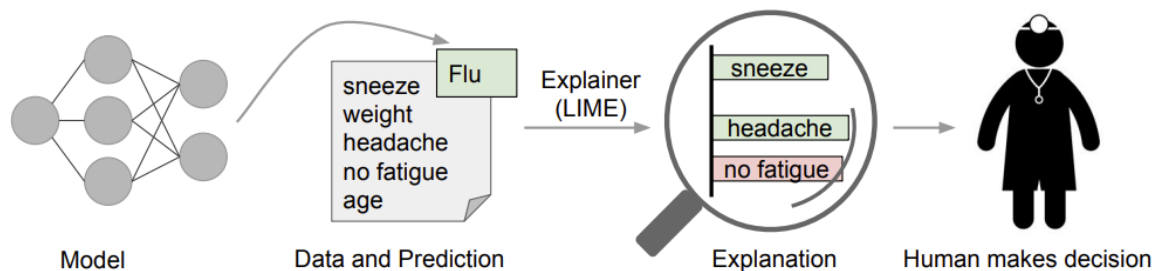 Flu
sneeze
weight
headache
no fatigue
age
Explainer
(LIME)
sneeze
headache
no fatigue
Model
Data and Prediction
Explanation
Human makes decision